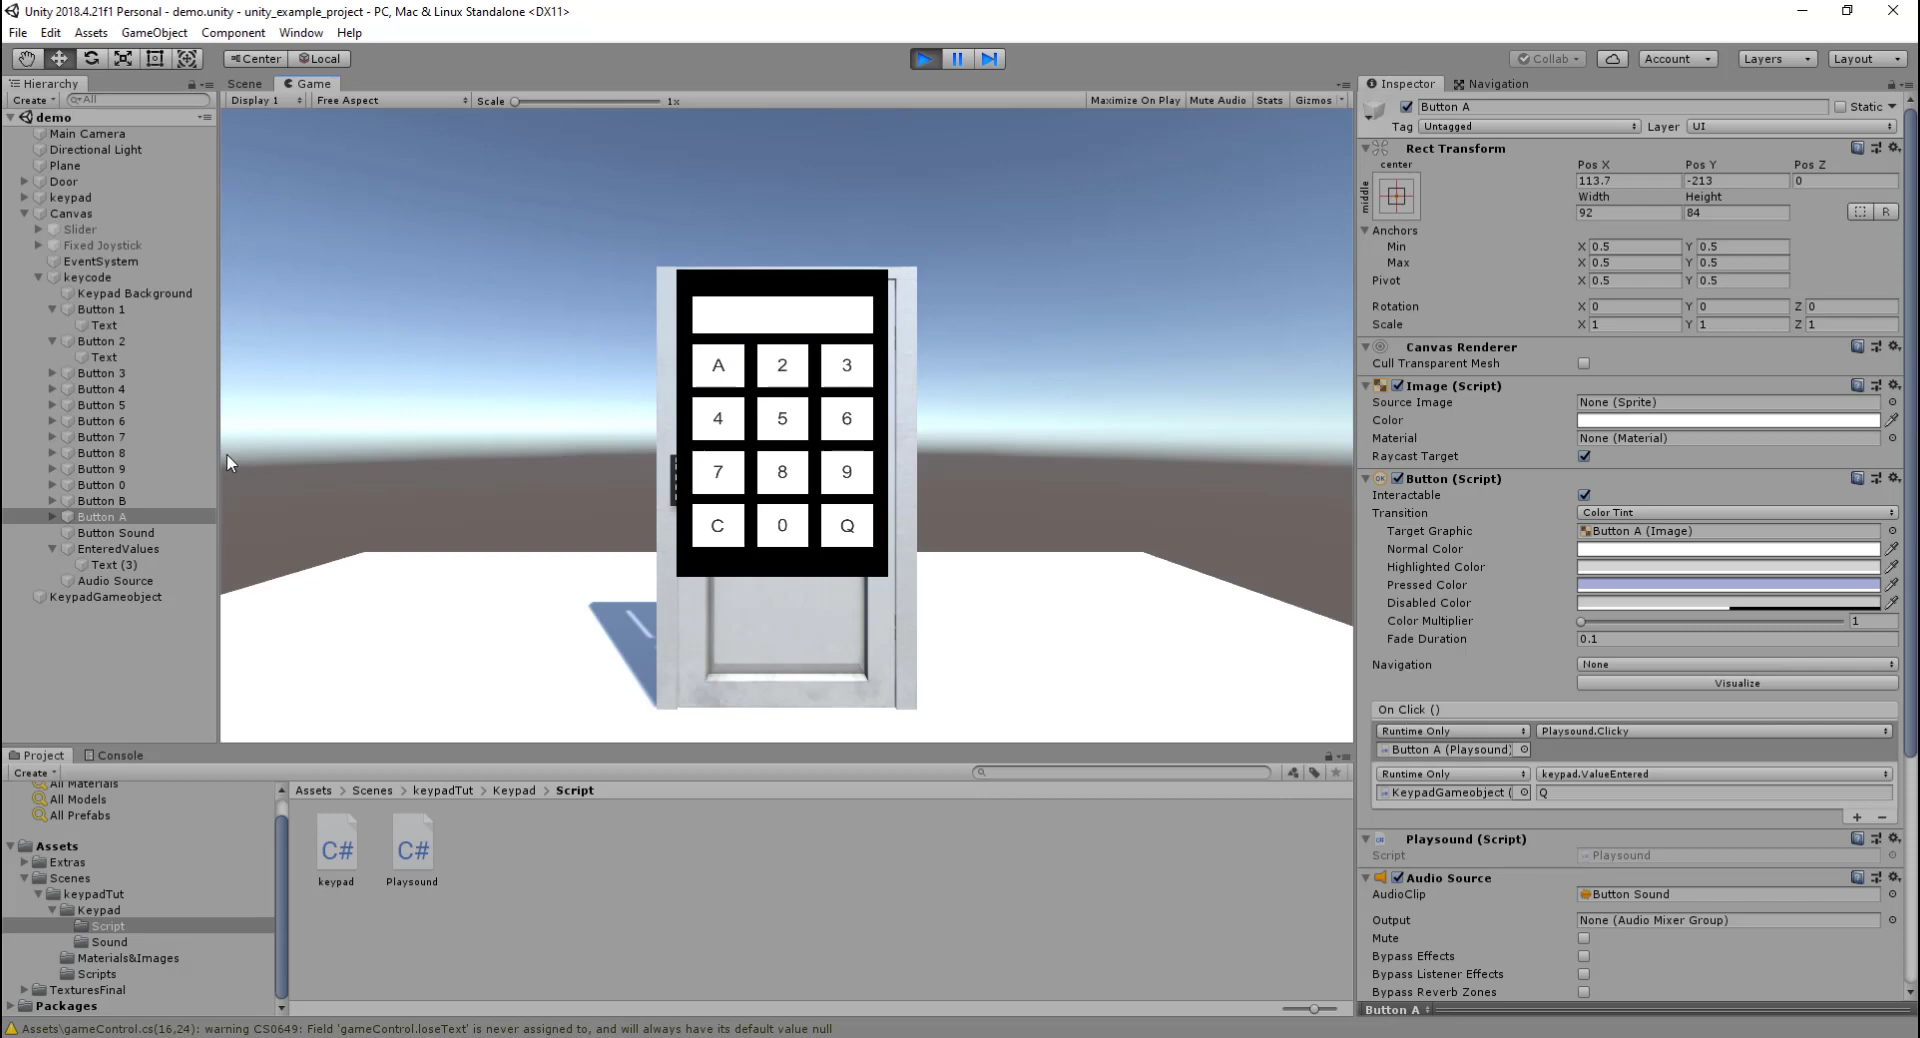 Unity 2018.4.21f1 Personal - demo.unity - unity_example_project - PC, Mac & Linux Standalone <DX11>
File Edit Assets GameObject Component Window Help
Center Local
Collab Account Layers Layout
Hierarchy
Create All
demo
Main Camera
Directional Light
Plane
Door
keypad
Canvas
Slider
Fixed Joystick
EventSystem
keycode
Keypad Background
Button 1
Text
Button 2
Text
Button 3
Button 4
Button 5
Button 6
Button 7
Button 8
Button 9
Button 0
Button B
Button A
Button Sound
EnteredValues
Text (3)
Audio Source
KeypadGameobject
Scene Game
Display 1 Free Aspect Scale 1x Maximize On Play Mute Audio Stats Gizmos
A 2 3
4 5 6
7 8 9
C 0 Q
Inspector Navigation
Button A Static
Tag Untagged Layer UI
Rect Transform
center
middle
Pos X Pos Y Pos Z
113.7 -213 0
Width Height
92 84
R
Anchors
Min X 0.5 Y 0.5
Max X 0.5 Y 0.5
Pivot X 0.5 Y 0.5
Rotation X 0 Y 0 Z 0
Scale X 1 Y 1 Z 1
Canvas Renderer
Cull Transparent Mesh
Image (Script)
Source Image None (Sprite)
Color
Material None (Material)
Raycast Target
OK Button (Script)
Interactable
Transition Color Tint
Target Graphic Button A (Image)
Normal Color
Highlighted Color
Pressed Color
Disabled Color
Color Multiplier 1
Fade Duration 0.1
Navigation None
Visualize
On Click ()
Runtime Only Playsound.Clicky
Button A (Playsound)
Runtime Only keypad.ValueEntered
KeypadGameobject ( Q
+ −
Playsound (Script)
Script Playsound
Audio Source
AudioClip Button Sound
Output None (Audio Mixer Group)
Mute
Bypass Effects
Bypass Listener Effects
Bypass Reverb Zones
Button A
Project Console
Create
All Materials
All Models
All Prefabs
Assets
Extras
Scenes
keypadTut
Keypad
Script
Sound
Materials&Images
Scripts
TexturesFinal
Packages
Assets > Scenes > keypadTut > Keypad > Script
C# C#
keypad Playsound
Assets\gameControl.cs(16,24): warning CS0649: Field 'gameControl.loseText' is never assigned to, and will always have its default value null